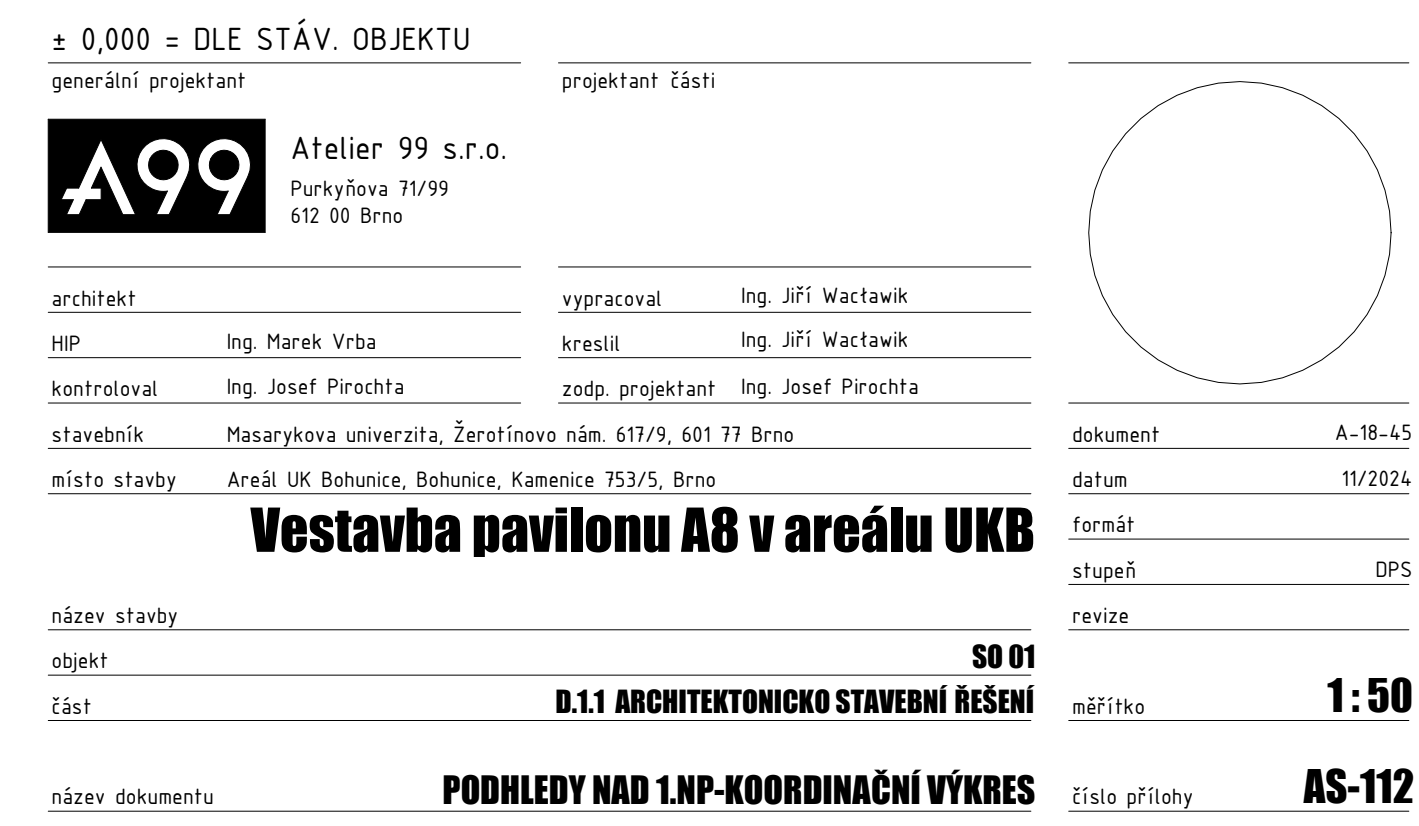 ± 0,000 = DLE STÁV. OBJEKTU
generální projektant
projektant části
A99
Atelier 99 s.r.o.
Purkyňova 71/99
612 00 Brno
architekt
vypracoval Ing. Jiří Wacławik
HIP Ing. Marek Vrba
kreslil Ing. Jiří Wacławik
kontroloval Ing. Josef Pirochta
zodp. projektant Ing. Josef Pirochta
stavebník Masarykova univerzita, Žerotínovo nám. 617/9, 601 77 Brno
dokument A-18-45
místo stavby Areál UK Bohunice, Bohunice, Kamenice 753/5, Brno
datum 11/2024
Vestavba pavilonu A8 v areálu UKB
formát
stupeň DPS
název stavby
revize
objekt SO 01
část D.1.1 ARCHITEKTONICKO STAVEBNÍ ŘEŠENÍ
měřítko 1:50
název dokumentu PODHLEDY NAD 1.NP-KOORDINAČNÍ VÝKRES
číslo přílohy AS-112